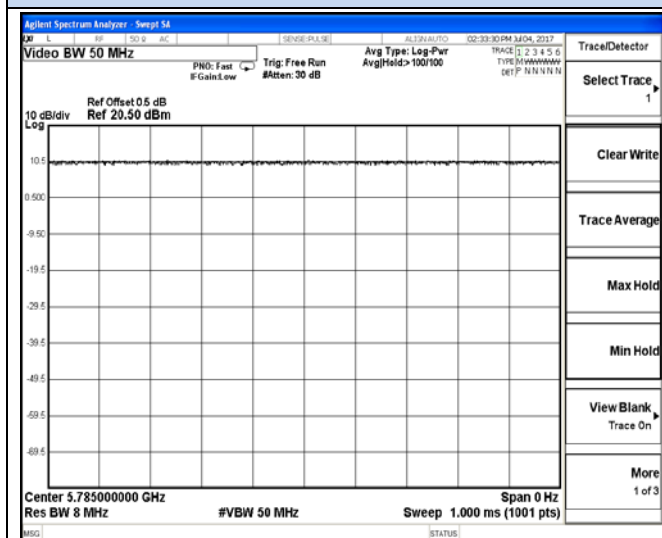 Agilent Spectrum Analyzer - Swept SA
L RF 50 Ω AC SENSE:PULSE ALIGN AUTO 02:33:30 PM Jul 04, 2017
Video BW 50 MHz
PNO: Fast
IFGain:Low
Trig: Free Run
#Atten: 30 dB
Avg Type: Log-Pwr
Avg|Hold:>100/100
TRACE 1 2 3 4 5 6
TYPE M W W W W W
DET P N N N N N
Ref Offset 0.5 dB
10 dB/div Ref 20.50 dBm
Log
10.5
0.500
-9.50
-19.5
-29.5
-39.5
-49.5
-59.5
-69.5
Center 5.785000000 GHz Span 0 Hz
Res BW 8 MHz #VBW 50 MHz Sweep 1.000 ms (1001 pts)
MSG STATUS
Trace/Detector
Select Trace
1
Clear Write
Trace Average
Max Hold
Min Hold
View Blank
Trace On
More
1 of 3